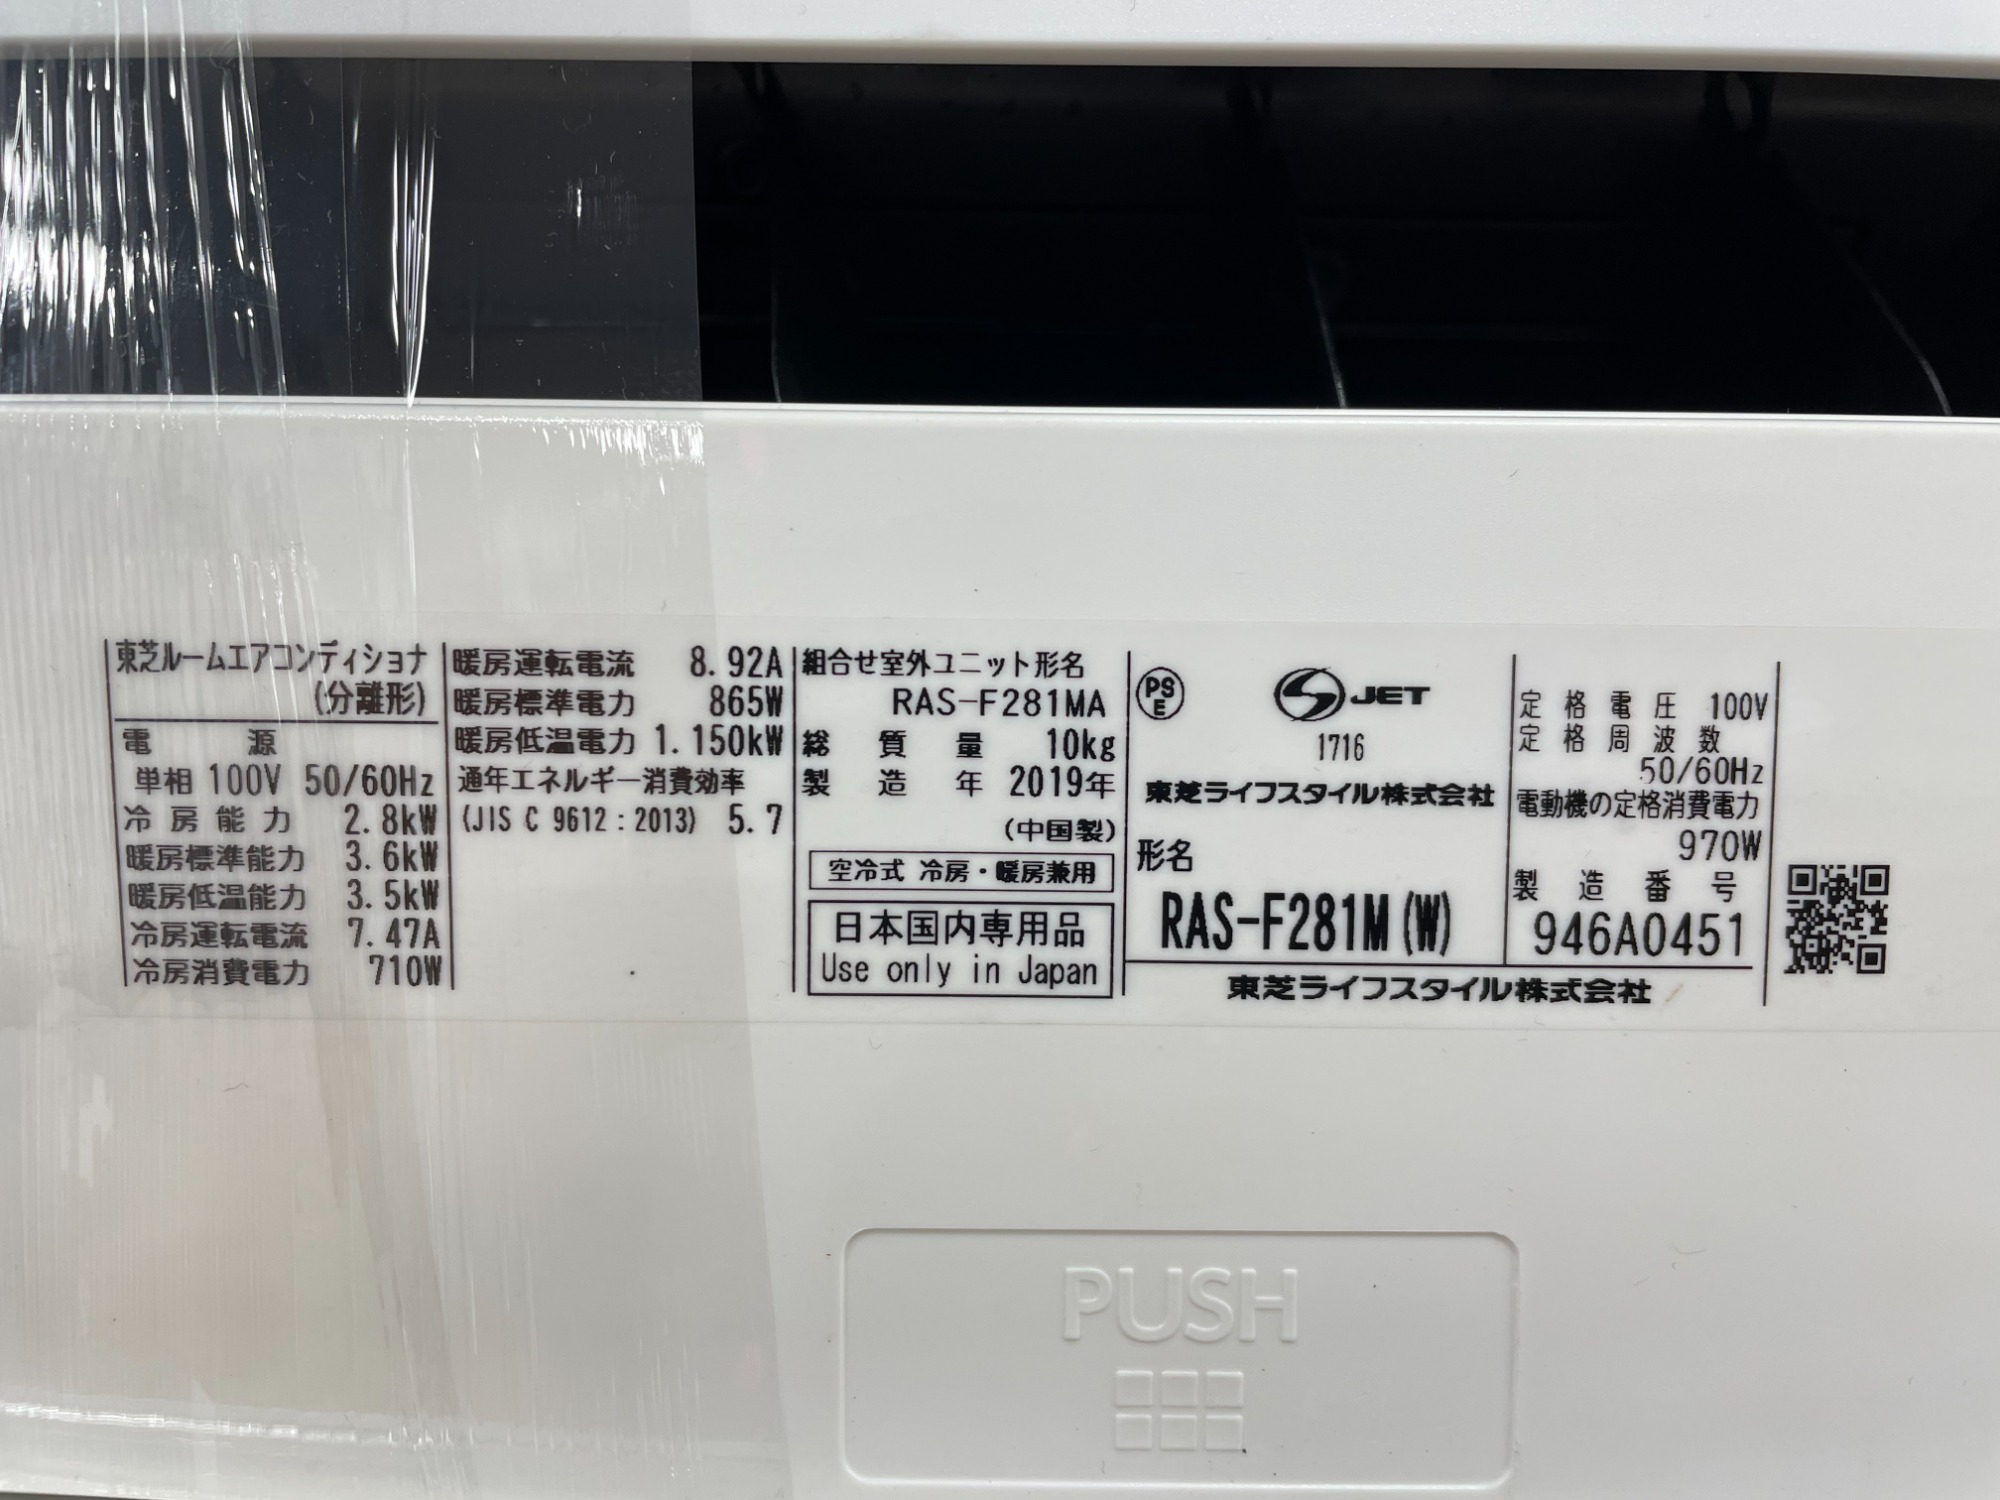 東芝ルームエアコンディショナ
(分離形)
電源
単相 100V 50/60Hz
冷房能力 2.8kW
暖房標準能力 3.6kW
暖房低温能力 3.5kW
冷房運転電流 7.47A
冷房消費電力 710W
暖房運転電流 8.92A
暖房標準電力 865W
暖房低温電力 1.150kW
通年エネルギー消費効率
(JIS C 9612:2013) 5.7
組合せ室外ユニット形名
RAS-F281MA
総質量 10kg
製造年 2019年
(中国製)
空冷式 冷房・暖房兼用
日本国内専用品
Use only in Japan
PS
E
JET
1716
東芝ライフスタイル株式会社
形名
RAS-F281M(W)
定格電圧 100V
定格周波数
50/60Hz
電動機の定格消費電力
970W
製造番号
946A0451
東芝ライフスタイル株式会社
PUSH